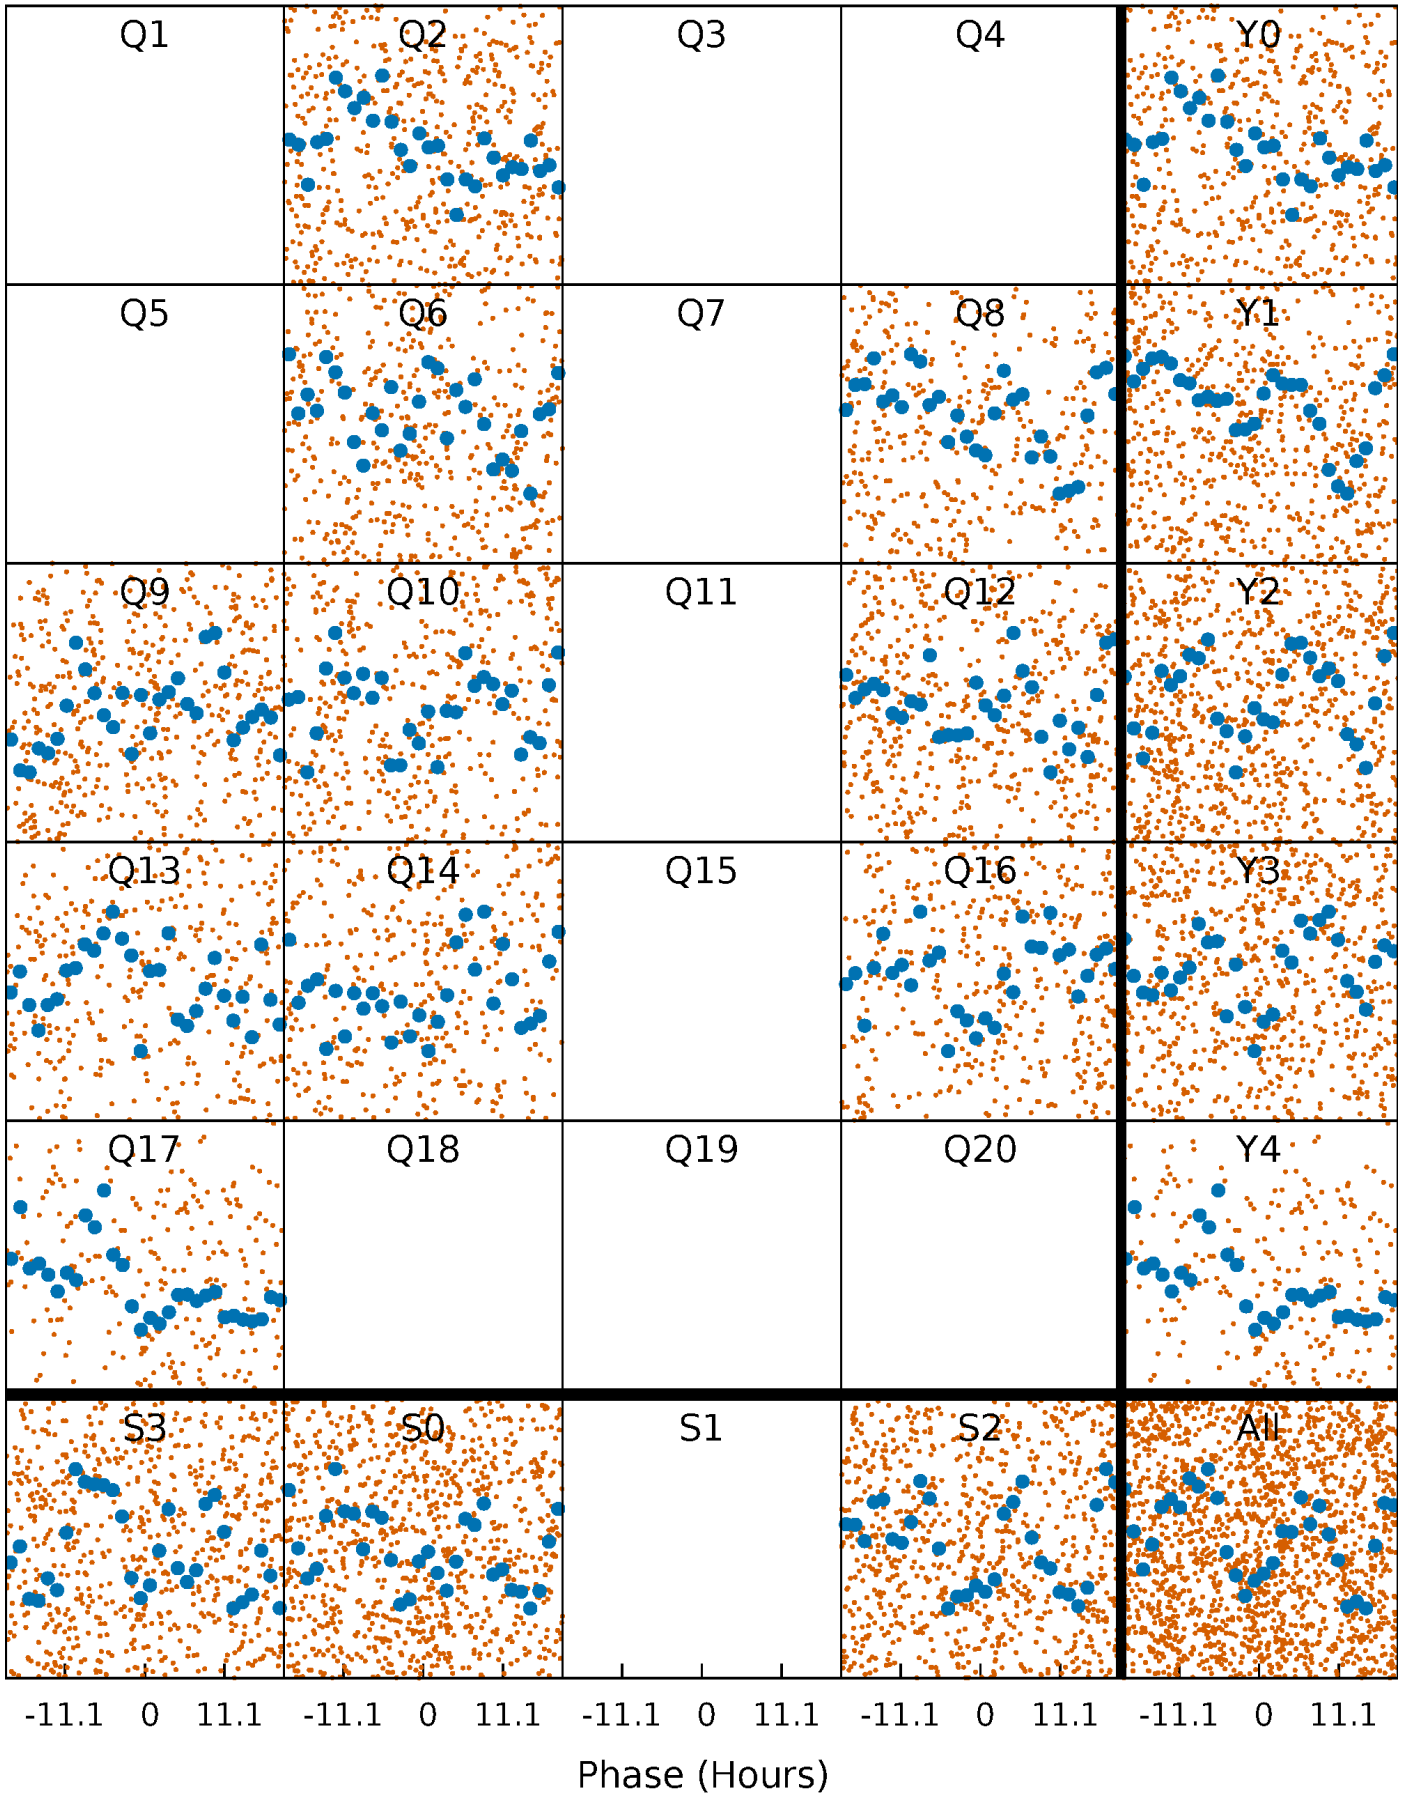 Q1 Q2 Q3 Q4 Y0
Q5 Q6 Q7 Q8 Y1
Q9 Q10 Q11 Q12 Y2
Q13 Q14 Q15 Q16 Y3
Q17 Q18 Q19 Q20 Y4
S3 S0 S1 S2 All
-11.1 0 11.1 -11.1 0 11.1 -11.1 0 11.1 -11.1 0 11.1 -11.1 0 11.1
Phase (Hours)